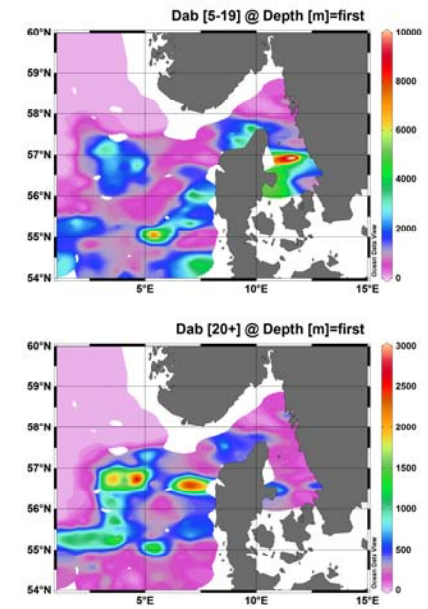 Dab [5-19] @ Depth [m]=first
60°N
59°N
58°N
57°N
56°N
55°N
54°N
5°E
10°E
15°E
10000
8000
6000
4000
2000
0
Ocean Data View
Dab [20+] @ Depth [m]=first
60°N
59°N
58°N
57°N
56°N
55°N
54°N
5°E
10°E
15°E
3000
2500
2000
1500
1000
500
0
Ocean Data View